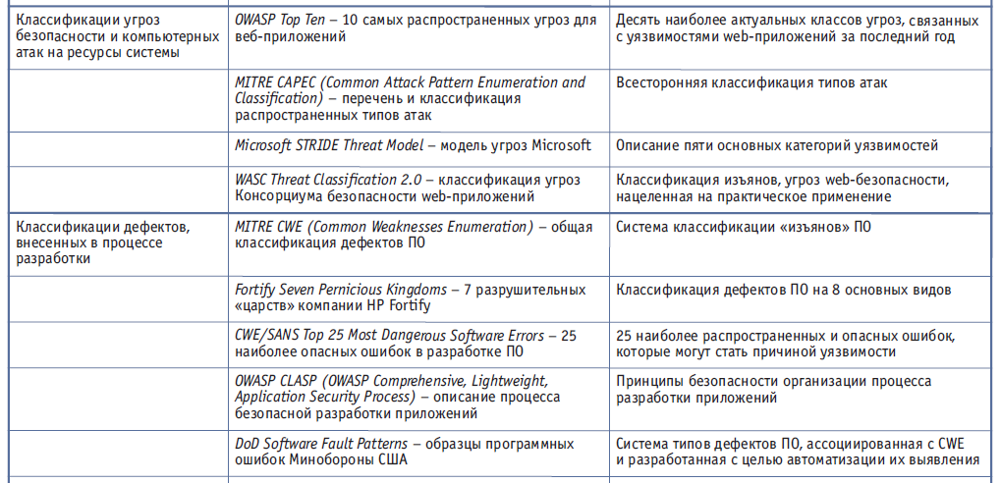 Классификации угроз
безопасности и компьютерных
атак на ресурсы системы
OWASP Top Ten – 10 самых распространенных угроз для
веб-приложений
Десять наиболее актуальных классов угроз, связанных
с уязвимостями web-приложений за последний год
MITRE CAPEC (Common Attack Pattern Enumeration and
Classification) – перечень и классификация
распространенных типов атак
Всесторонняя классификация типов атак
Microsoft STRIDE Threat Model – модель угроз Microsoft
Описание пяти основных категорий уязвимостей
WASC Threat Classification 2.0 – классификация угроз
Консорциума безопасности web-приложений
Классификация изъянов, угроз web-безопасности,
нацеленная на практическое применение
Классификации дефектов,
внесенных в процессе
разработки
MITRE CWE (Common Weaknesses Enumeration) – общая
классификация дефектов ПО
Система классификации «изъянов» ПО
Fortify Seven Pernicious Kingdoms – 7 разрушительных
«царств» компании HP Fortify
Классификация дефектов ПО на 8 основных видов
CWE/SANS Top 25 Most Dangerous Software Errors – 25
наиболее опасных ошибок в разработке ПО
25 наиболее распространенных и опасных ошибок,
которые могут стать причиной уязвимости
OWASP CLASP (OWASP Comprehensive, Lightweight,
Application Security Process) – описание процесса
безопасной разработки приложений
Принципы безопасности организации процесса
разработки приложений
DoD Software Fault Patterns – образцы программных
ошибок Минобороны США
Система типов дефектов ПО, ассоциированная с CWE
и разработанная с целью автоматизации их выявления